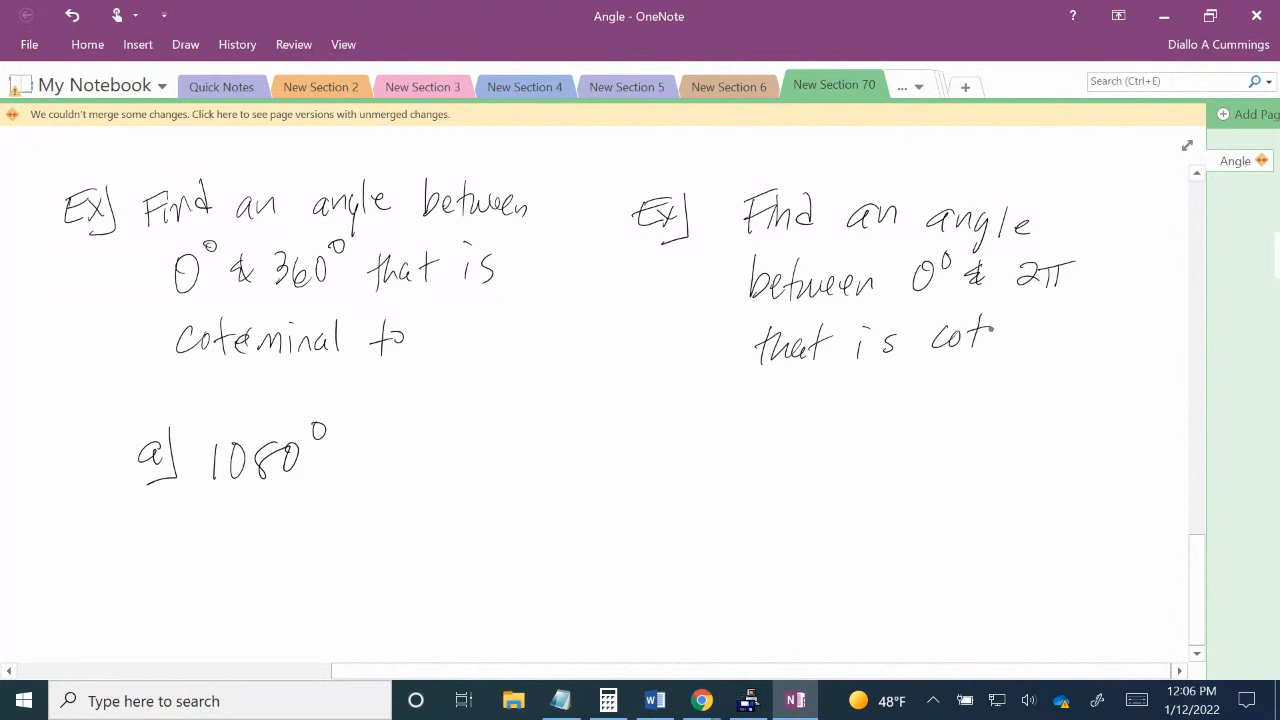 Angle - OneNote
?
File Home Insert Draw History Review View
Diallo A Cummings
My Notebook
Quick Notes New Section 2 New Section 3 New Section 4 New Section 5 New Section 6 New Section 70 ...
Search (Ctrl+E)
We couldn't merge some changes. Click here to see page versions with unmerged changes.
Add Pag
Angle
Ex] Find an angle between
0° & 360° that is
coterminal to
a] 1080°
Ex] Find an angle
between 0° & 2π
that is cot
Type here to search
48°F
12:06 PM
1/12/2022